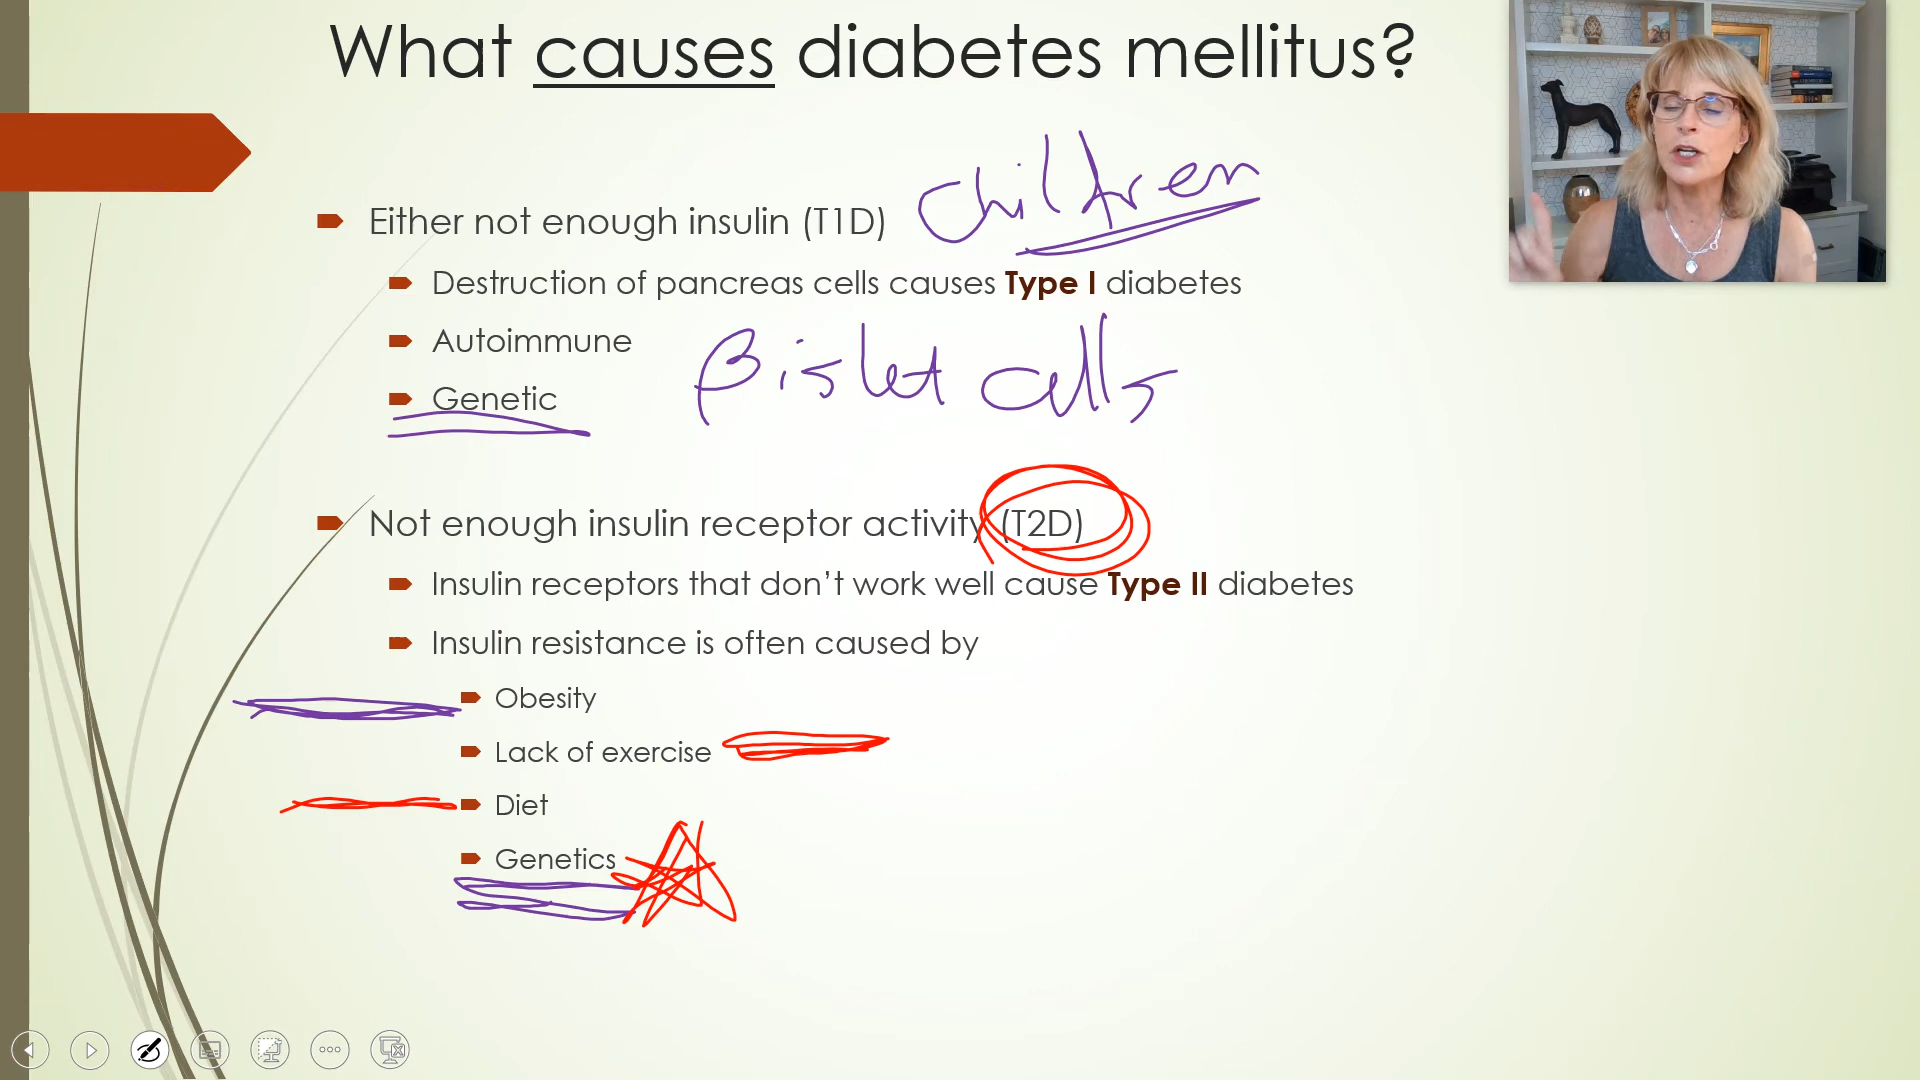 What causes diabetes mellitus?
Either not enough insulin (T1D) Children
Destruction of pancreas cells causes Type I diabetes
Autoimmune
β islet cells
Genetic
Not enough insulin receptor activity (T2D)
Insulin receptors that don’t work well cause Type II diabetes
Insulin resistance is often caused by
Obesity
Lack of exercise
Diet
Genetics